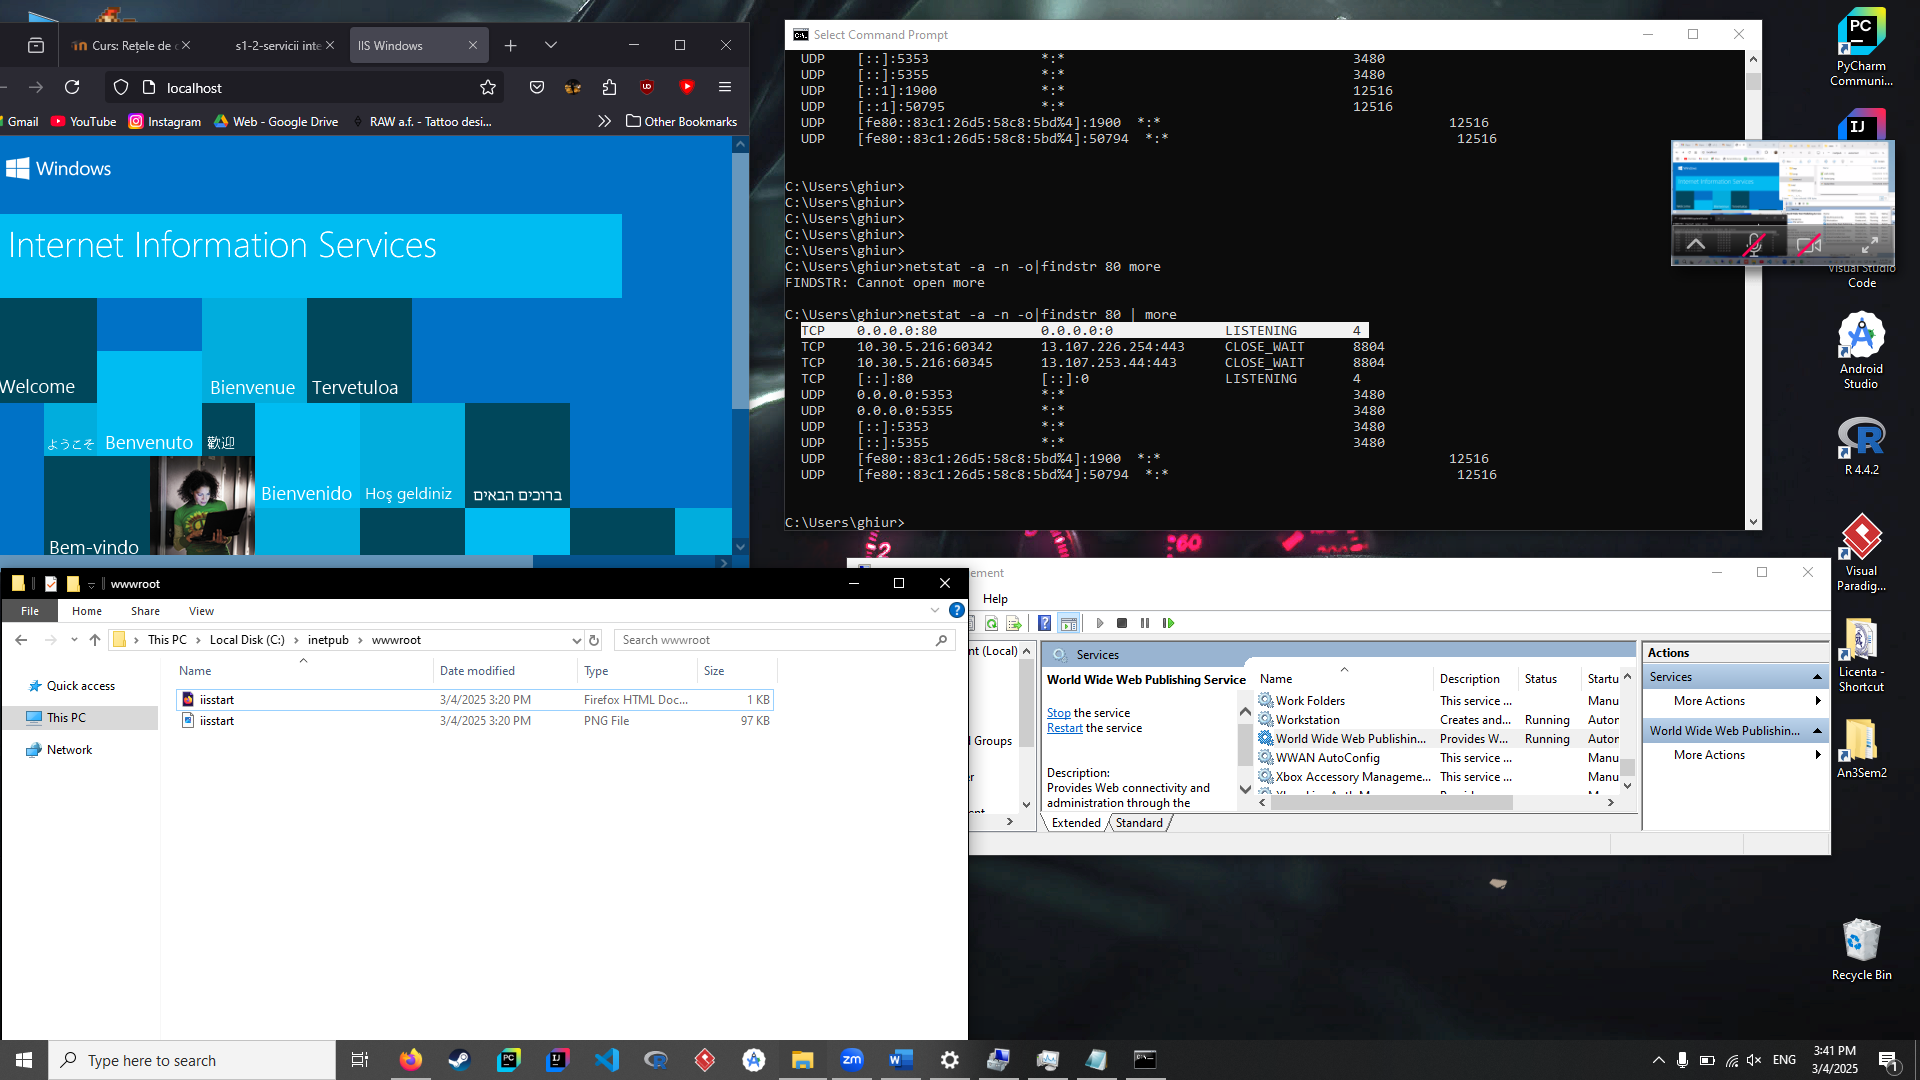 Curs: Rețele de c
s1-2-servicii inte
IIS Windows
localhost
Gmail
YouTube
Instagram
Web - Google Drive
RAW a.f. - Tattoo desi...
Other Bookmarks
Windows
Internet Information Services
Welcome
Bienvenue
Tervetuloa
ようこそ
Benvenuto
歡迎
Bienvenido
Hoş geldiniz
ברוכים הבאים
Bem-vindo
Select Command Prompt
UDP [::]:5353 *:* 3480
UDP [::]:5355 *:* 3480
UDP [::1]:1900 *:* 12516
UDP [::1]:50795 *:* 12516
UDP [fe80::83c1:26d5:58c8:5bd%4]:1900 *:* 12516
UDP [fe80::83c1:26d5:58c8:5bd%4]:50794 *:* 12516
C:\Users\ghiur>
C:\Users\ghiur>
C:\Users\ghiur>
C:\Users\ghiur>
C:\Users\ghiur>
C:\Users\ghiur>netstat -a -n -o|findstr 80 more
FINDSTR: Cannot open more
C:\Users\ghiur>netstat -a -n -o|findstr 80 | more
TCP 0.0.0.0:80 0.0.0.0:0 LISTENING 4
TCP 10.30.5.216:60342 13.107.226.254:443 CLOSE_WAIT 8804
TCP 10.30.5.216:60345 13.107.253.44:443 CLOSE_WAIT 8804
TCP [::]:80 [::]:0 LISTENING 4
UDP 0.0.0.0:5353 *:* 3480
UDP 0.0.0.0:5355 *:* 3480
UDP [::]:5353 *:* 3480
UDP [::]:5355 *:* 3480
UDP [fe80::83c1:26d5:58c8:5bd%4]:1900 *:* 12516
UDP [fe80::83c1:26d5:58c8:5bd%4]:50794 *:* 12516
C:\Users\ghiur>
wwwroot
File Home Share View
This PC Local Disk (C:) inetpub wwwroot
Search wwwroot
Quick access
This PC
Network
Name Date modified Type Size
iisstart 3/4/2025 3:20 PM Firefox HTML Doc... 1 KB
iisstart 3/4/2025 3:20 PM PNG File 97 KB
ement
Help
nt (Local)
d Groups
er
Services
World Wide Web Publishing Service
Stop the service
Restart the service
Description:
Provides Web connectivity and
administration through the
Name Description Status Startu
Work Folders This service ... Manu
Workstation Creates and... Running Autor
World Wide Web Publishin... Provides W... Running Autor
WWAN AutoConfig This service ... Manu
Xbox Accessory Manageme... This service ... Manu
Extended
Standard
Actions
Services
More Actions
World Wide Web Publishin...
More Actions
PyCharm
Communi...
Visual Studio
Code
Android
Studio
R 4.4.2
Visual
Paradig...
Licenta -
Shortcut
An3Sem2
Recycle Bin
Type here to search
ENG
3:41 PM
3/4/2025